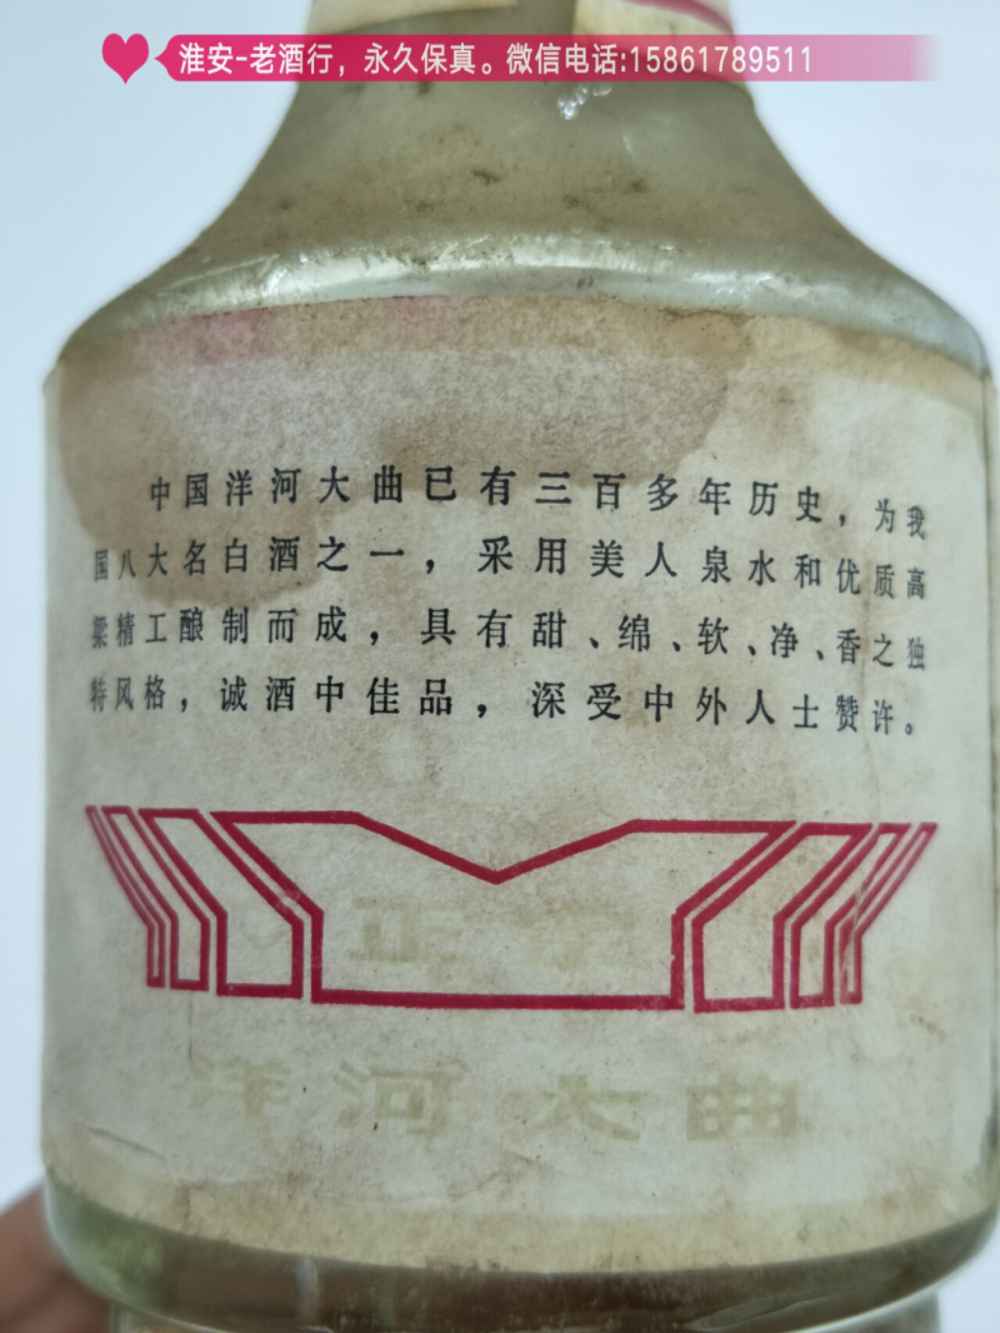 淮安-老酒行，永久保真。微信电话:15861789511
中国洋河大曲已有三百多年历史，为我
国八大名白酒之一，采用美人泉水和优质高
粱精工酿制而成，具有甜、绵、软、净、香之独
特风格，诚酒中佳品，深受中外人士赞许。
洋河大曲